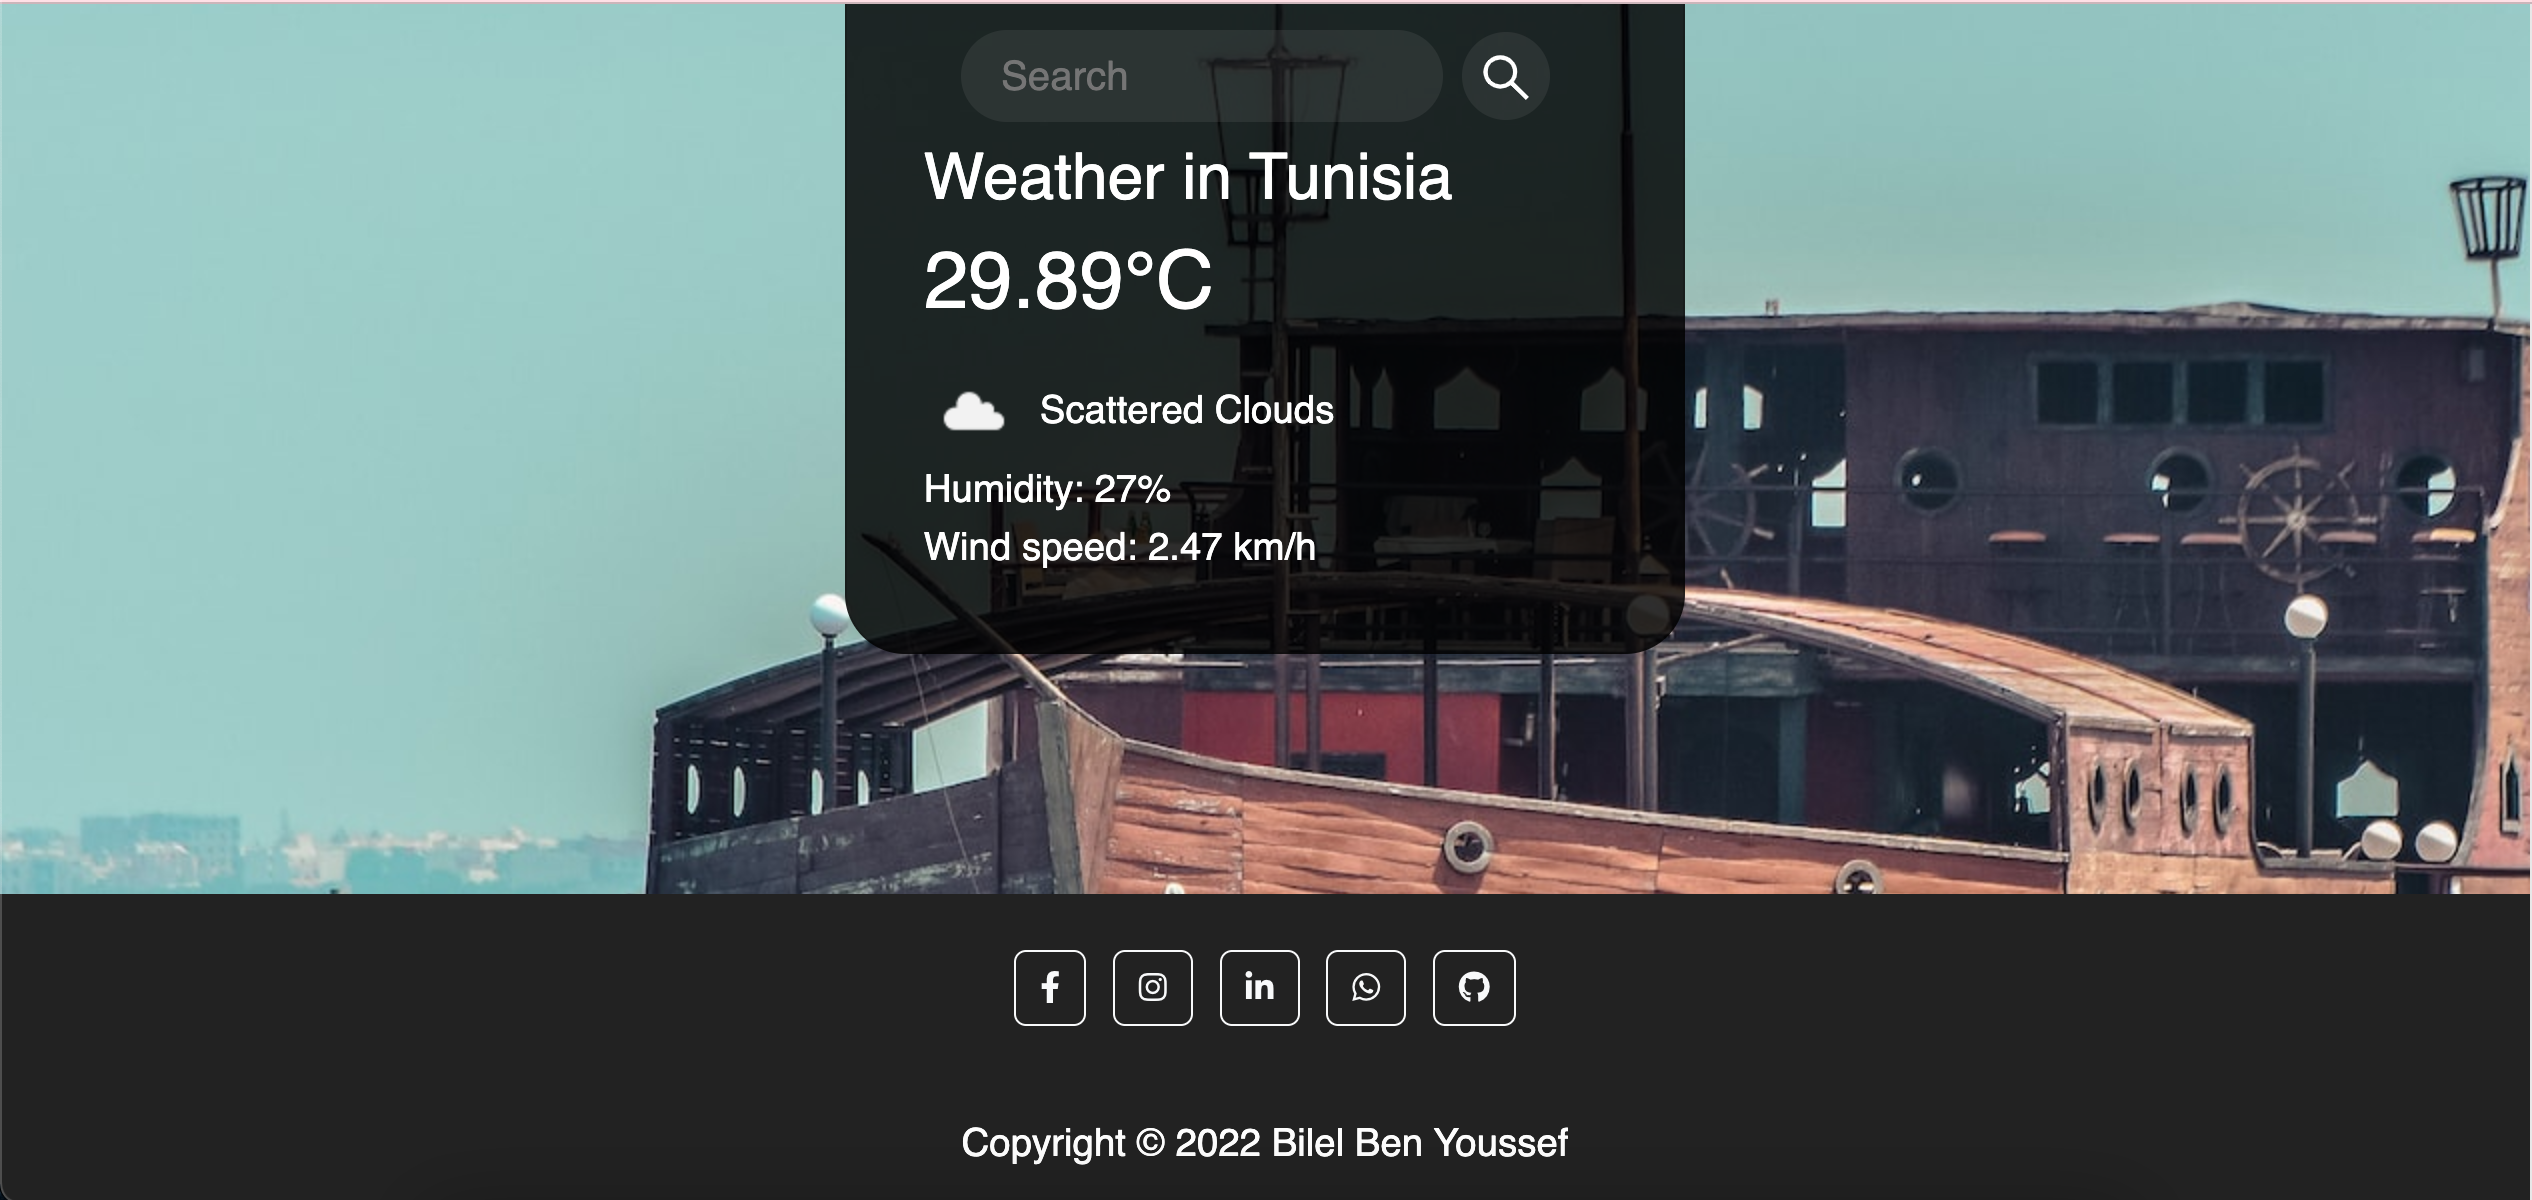 Search
Weather in Tunisia
29.89°C
Scattered Clouds
Humidity: 27%
Wind speed: 2.47 km/h
Copyright © 2022 Bilel Ben Youssef